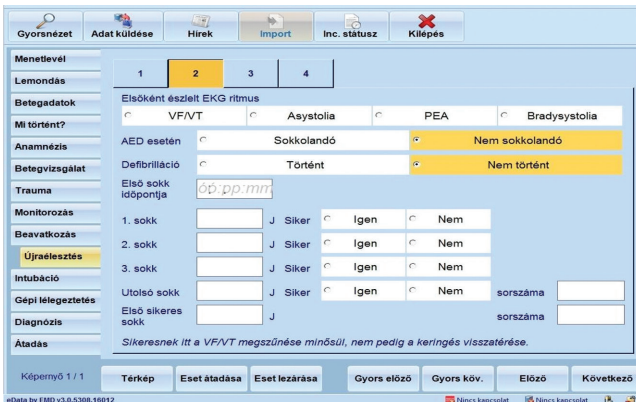 Gyorsnézet Adat küldése Hírek Import Inc. státusz Kilépés
Menetlevél
Lemondás
Betegadatok
Mi történt?
Anamnézis
Betegvizsgálat
Trauma
Monitorozás
Beavatkozás
Újraélesztés
Intubáció
Gépi lélegeztetés
Diagnózis
Átadás
Képernyő 1 / 1
1 2 3 4
Elsőként észlelt EKG ritmus
VF/VT Asystolia PEA Bradysystolia
AED esetén Sokkolandó Nem sokkolandó
Defibrilláció Történt Nem történt
Első sokk időpontja óó:pp:mm
1. sokk J Siker Igen Nem
2. sokk J Siker Igen Nem
3. sokk J Siker Igen Nem
Utolsó sokk J Siker Igen Nem sorszáma
Első sikeres sokk J sorszáma
Sikeresnek itt a VF/VT megszűnése minősül, nem pedig a keringés visszatérése.
Térkép Eset átadása Eset lezárása Gyors előző Gyors köv. Előző Következő
eData by EMD v3.0.5308.16012 Nincs kapcsolat Nincs kapcsolat